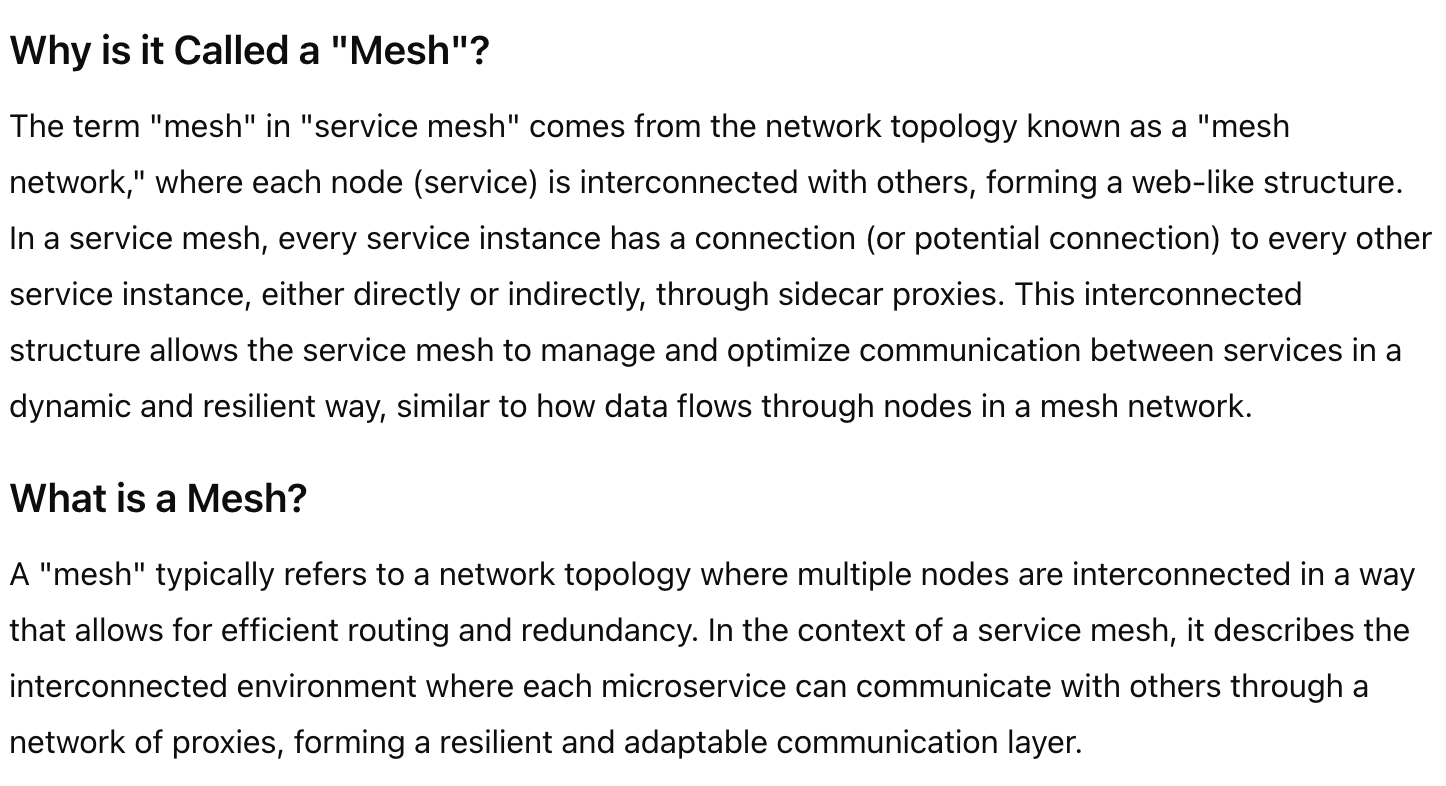 Why is it Called a "Mesh"?
The term "mesh" in "service mesh" comes from the network topology known as a "mesh
network," where each node (service) is interconnected with others, forming a web-like structure.
In a service mesh, every service instance has a connection (or potential connection) to every other
service instance, either directly or indirectly, through sidecar proxies. This interconnected
structure allows the service mesh to manage and optimize communication between services in a
dynamic and resilient way, similar to how data flows through nodes in a mesh network.
What is a Mesh?
A "mesh" typically refers to a network topology where multiple nodes are interconnected in a way
that allows for efficient routing and redundancy. In the context of a service mesh, it describes the
interconnected environment where each microservice can communicate with others through a
network of proxies, forming a resilient and adaptable communication layer.